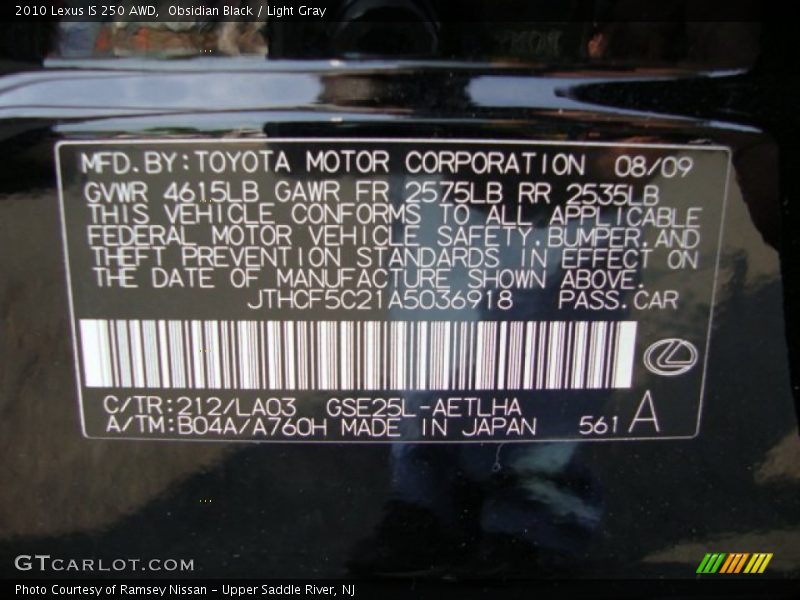 2010 Lexus IS 250 AWD,  Obsidian Black / Light Gray
MFD.BY:TOYOTA MOTOR CORPORATION 08/09
GVWR 4615LB GAWR FR 2575LB RR 2535LB
THIS VEHICLE CONFORMS TO ALL APPLICABLE
FEDERAL MOTOR VEHICLE SAFETY,BUMPER,AND
THEFT PREVENTION STANDARDS IN EFFECT ON
THE DATE OF MANUFACTURE SHOWN ABOVE.
JTHCF5C21A5036918 PASS.CAR
C/TR:212/LA03 GSE25L-AETLHA
A/TM:B04A/A760H MADE IN JAPAN 561 A
GTCARLOT.COM
Photo Courtesy of Ramsey Nissan - Upper Saddle River, NJ